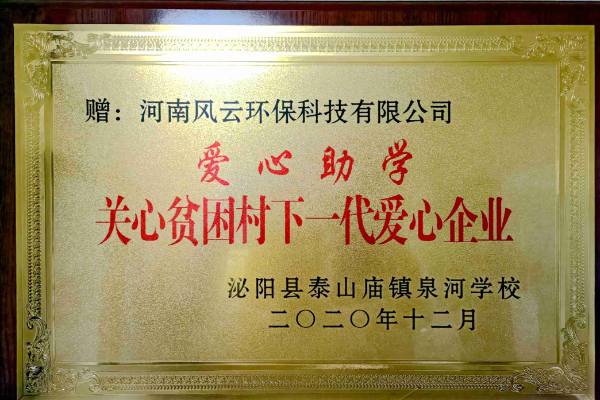 赠：河南风云环保科技有限公司
爱心助学
关心贫困村下一代爱心企业
泌阳县泰山庙镇泉河学校
二〇二〇年十二月